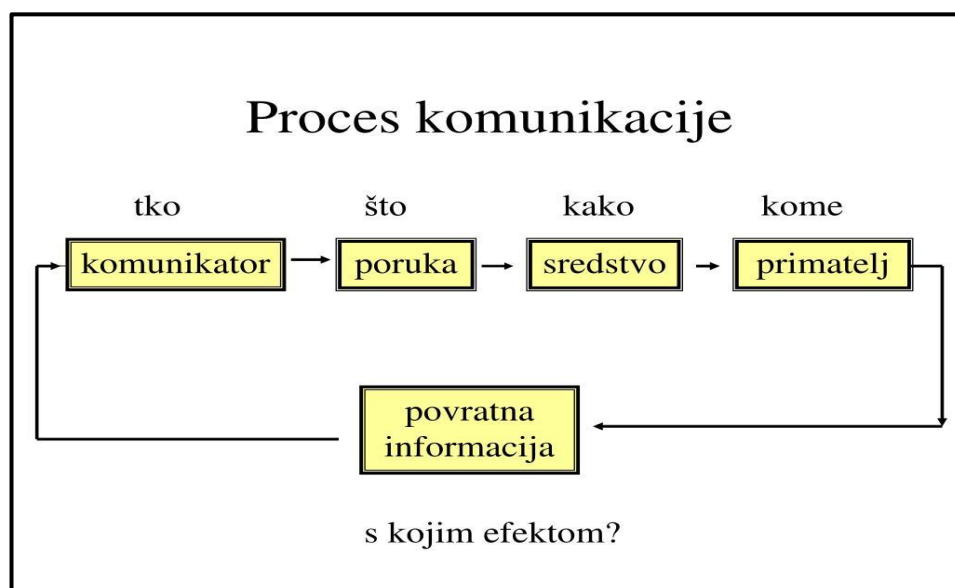 Proces komunikacije
tko što kako kome
komunikator poruka sredstvo primatelj
povratna
informacija
s kojim efektom?